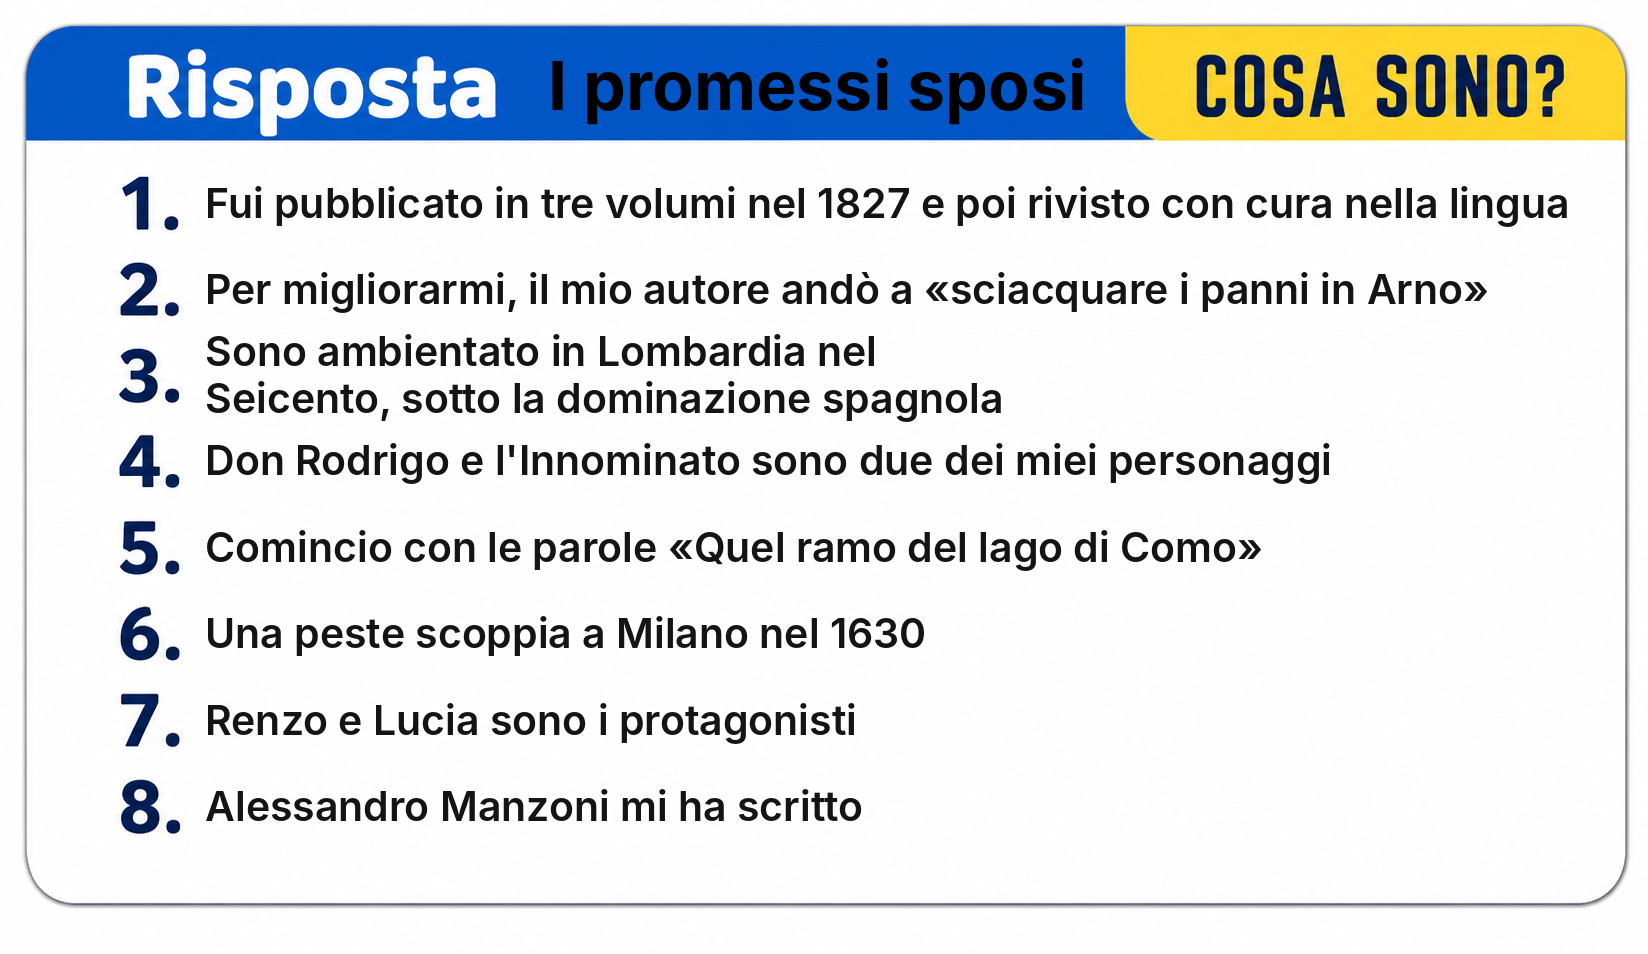 Risposta I promessi sposi COSA SONO?
1. Fui pubblicato in tre volumi nel 1827 e poi rivisto con cura nella lingua
2. Per migliorarmi, il mio autore andò a «sciacquare i panni in Arno»
3. Sono ambientato in Lombardia nel
Seicento, sotto la dominazione spagnola
4. Don Rodrigo e l'Innominato sono due dei miei personaggi
5. Comincio con le parole «Quel ramo del lago di Como»
6. Una peste scoppia a Milano nel 1630
7. Renzo e Lucia sono i protagonisti
8. Alessandro Manzoni mi ha scritto